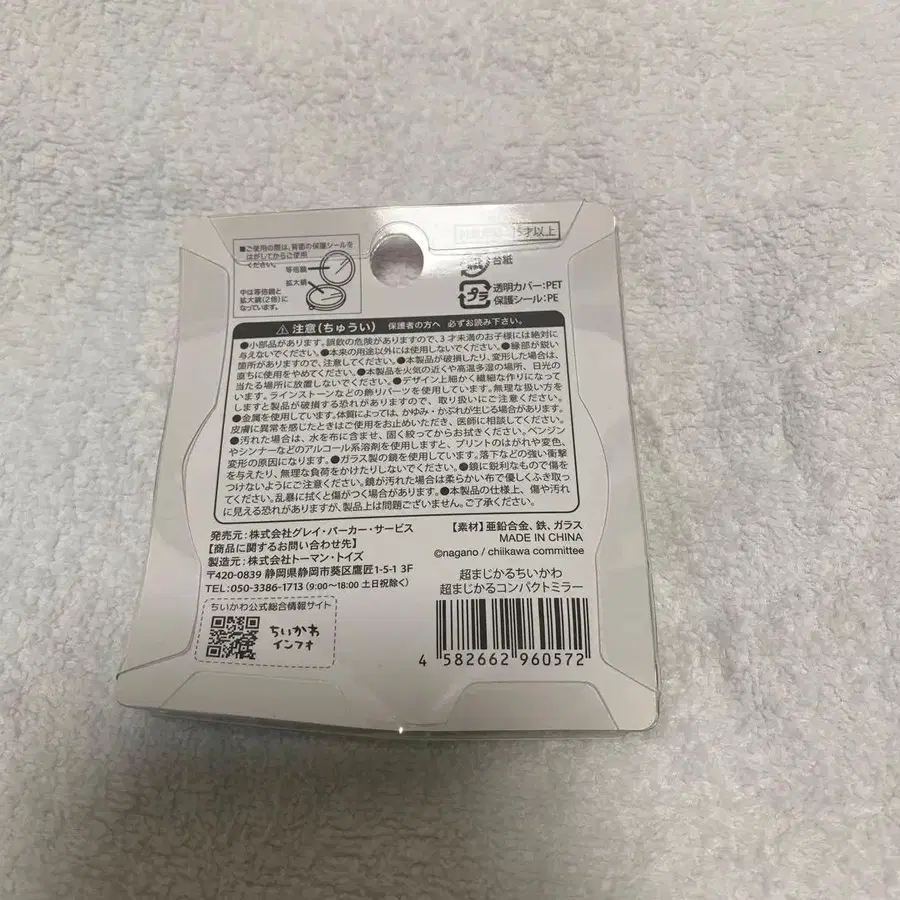 ■ご使用の際は、背面の保護シールを
はがしてからご使用
ください。
等倍鏡
拡大鏡
中は等倍鏡と
拡大鏡(2倍)になっています。
才以上
台紙
プラ
透明カバー:PET
保護シール:PE
注意(ちゅうい) 保護者の方へ 必ずお読み下さい。
●小部品があります。誤飲の危険がありますので、3才未満のお子様には絶対に
与えないでください。●本来の用途以外には使用しないでください。●縁部が鋭い
箇所がありますので、注意してください。●本製品が破損したり、変形した場合は、
直ちに使用をやめてください。●本製品を火気の近くや高温多湿の場所、日光の
当たる場所に放置しないでください。●デザイン上細かく繊細な作りになって
います。ラインストーンなどの飾りパーツを使用しています。無理な扱い方を
しますと製品が破損する恐れがありますので、取り扱いにご注意ください。
●金属を使用しています。体質によっては、かゆみ・かぶれが生じる場合があります。
皮膚に異常を感じたときはご使用をお止めいただき、医師に相談してください。
●汚れた場合は、水を布に含ませ、固く絞ってからお拭きください。ベンジン
やシンナーなどのアルコール系溶剤を使用しますと、プリントのはがれや変色、
変形の原因になります。●ガラス製の鏡を使用しています。落下などの強い衝撃
を与えたり、無理な負荷をかけたりしないでください。●鏡に鋭利なもので傷を
つけないようにご注意ください。鏡が汚れた場合は柔らかい布で優しくふき取っ
てください。乱暴に拭くと傷がつく場合があります。●本製品の仕様上、傷や汚れ
に見える恐れがありますが、製品上は問題ございません。ご了承ください。
発売元:株式会社グレイ・パーカー・サービス
【商品に関するお問い合わせ先】
製造元:株式会社トーマン・トイズ
〒420-0839 静岡県静岡市葵区鷹匠1-5-1 3F
TEL:050-3386-1713(9:00〜18:00 土日祝除く)
【素材】亜鉛合金、鉄、ガラス
MADE IN CHINA
©nagano / chiikawa committee
ちいかわ公式総合情報サイト
ちいかわ
インフォ
超まじかるちいかわ
超まじかるコンパクトミラー
4 582662 960572